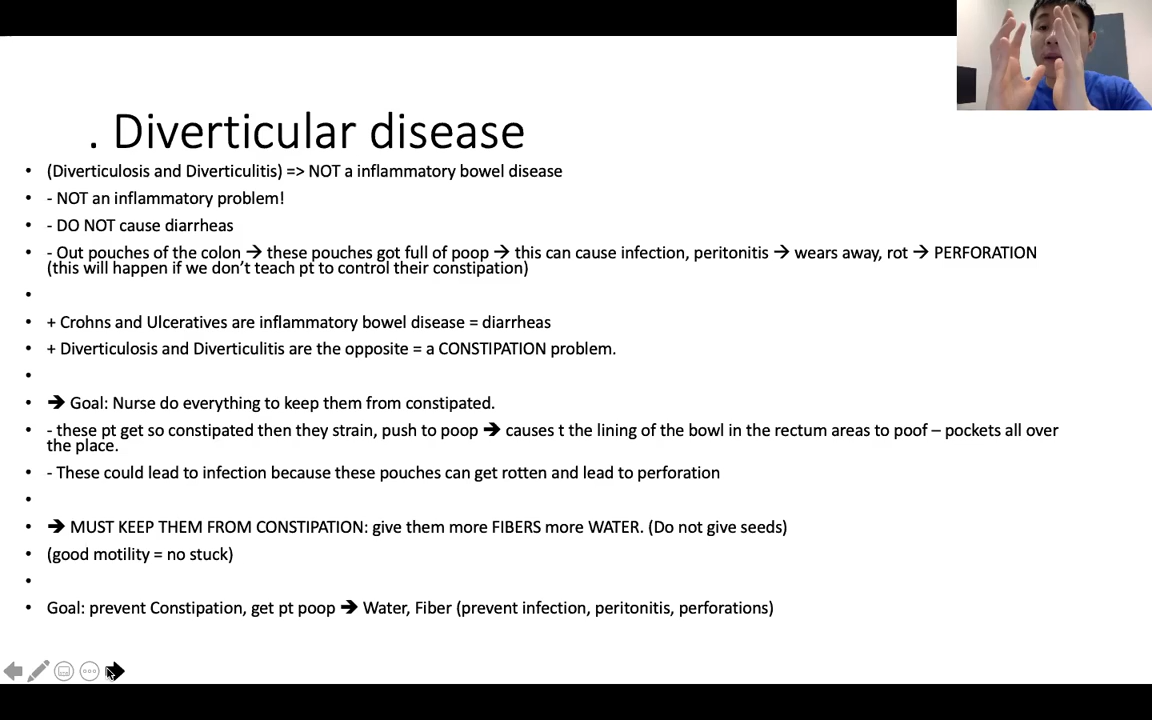 . Diverticular disease
• (Diverticulosis and Diverticulitis) => NOT a inflammatory bowel disease
• - NOT an inflammatory problem!
• - DO NOT cause diarrheas
• - Out pouches of the colon → these pouches got full of poop → this can cause infection, peritonitis → wears away, rot → PERFORATION
(this will happen if we don't teach pt to control their constipation)
•
• + Crohns and Ulceratives are inflammatory bowel disease = diarrheas
• + Diverticulosis and Diverticulitis are the opposite = a CONSTIPATION problem.
•
• ➔ Goal: Nurse do everything to keep them from constipated.
• - these pt get so constipated then they strain, push to poop ➔ causes t the lining of the bowl in the rectum areas to poof – pockets all over
the place.
• - These could lead to infection because these pouches can get rotten and lead to perforation
•
• ➔ MUST KEEP THEM FROM CONSTIPATION: give them more FIBERS more WATER. (Do not give seeds)
• (good motility = no stuck)
•
• Goal: prevent Constipation, get pt poop ➔ Water, Fiber (prevent infection, peritonitis, perforations)